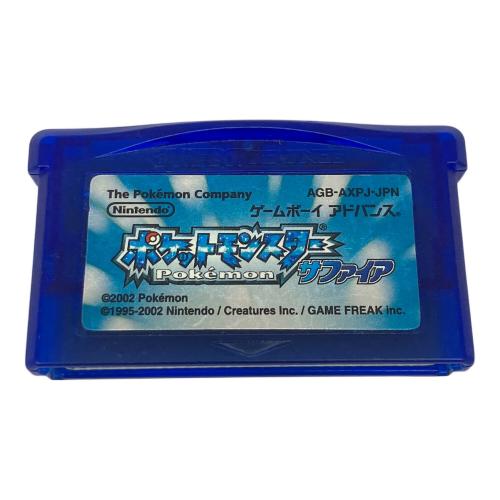 The Pokémon Company
AGB-AXPJ-JPN
Nintendo
ゲームボーイ アドバンス®
ポケットモンスター®
Pokémon
サファイア
©2002 Pokémon
©1995-2002 Nintendo / Creatures Inc. / GAME FREAK inc.